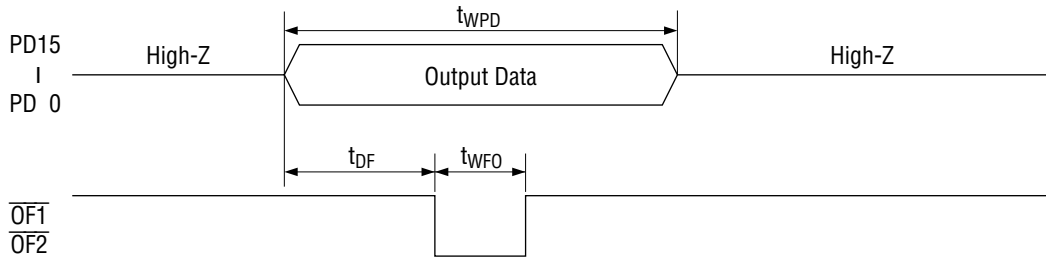 tWPD
PD15
High-Z
High-Z
I
Output Data
PD 0
tDF
tWFO
OF1
OF2